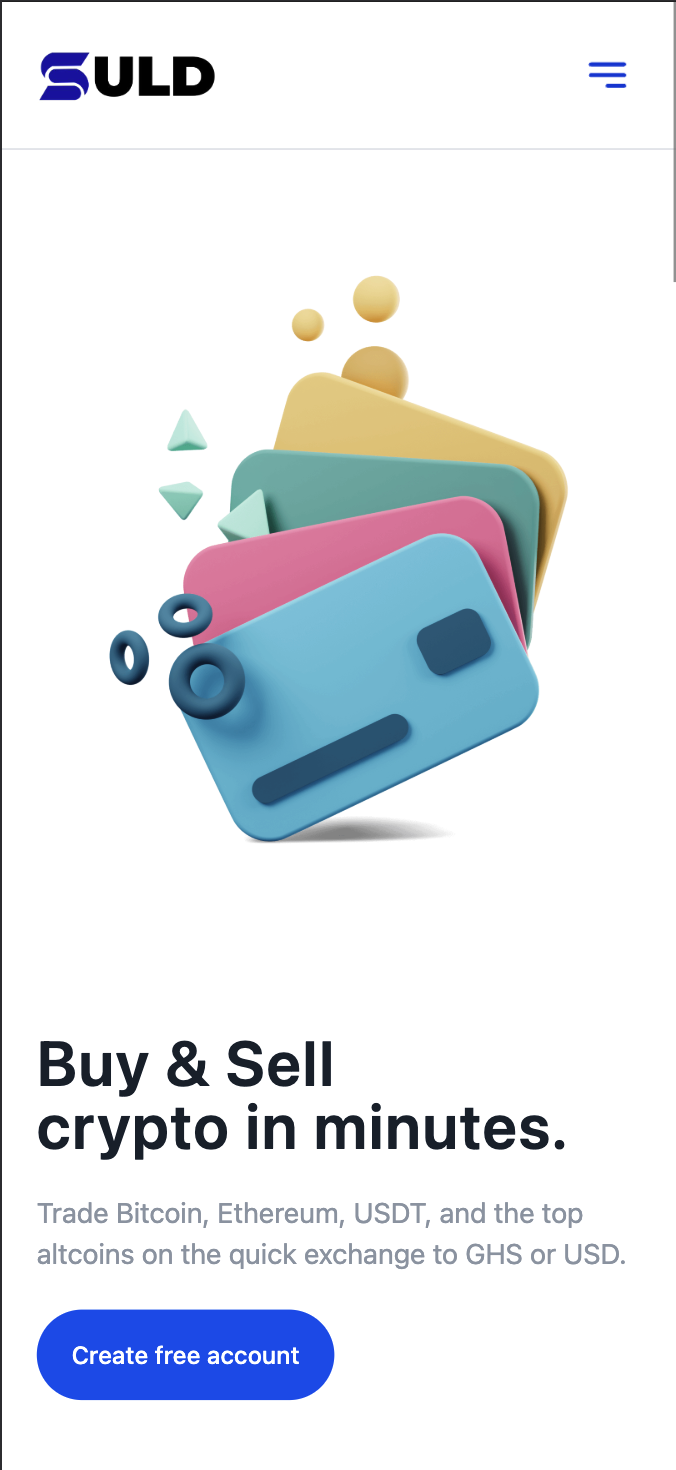 SULD
Buy & Sell
crypto in minutes.
Trade Bitcoin, Ethereum, USDT, and the top
altcoins on the quick exchange to GHS or USD.
Create free account